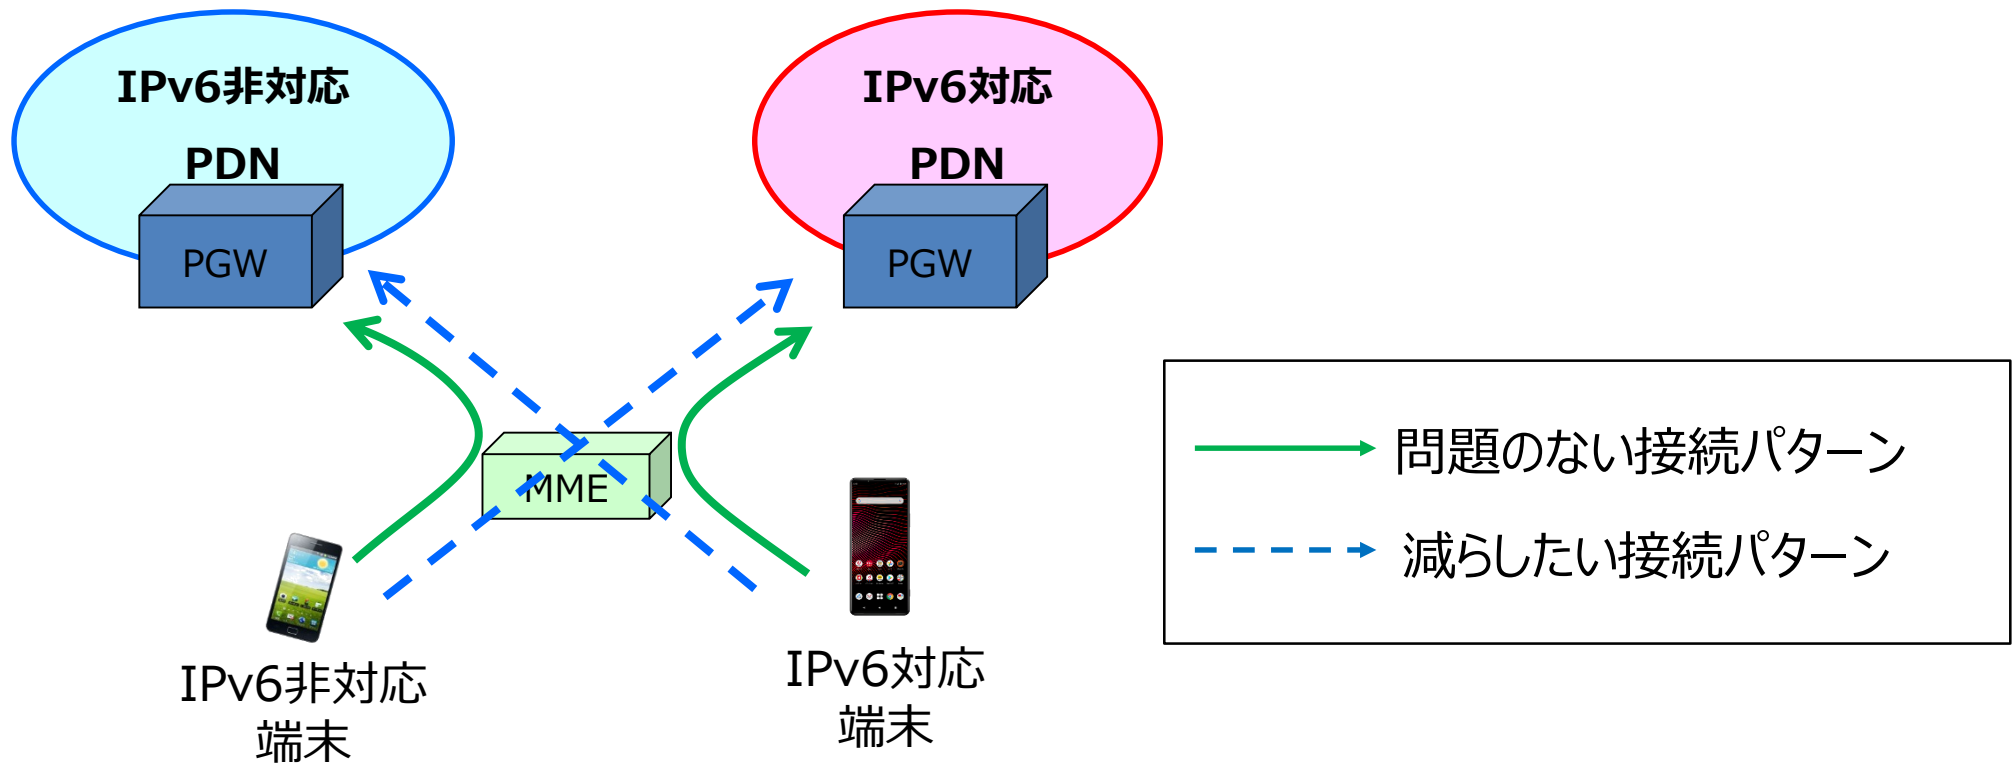 IPv6非対応
PDN
PGW
IPv6対応
PDN
PGW
MME
IPv6非対応
端末
IPv6対応
端末
問題のない接続パターン
減らしたい接続パターン